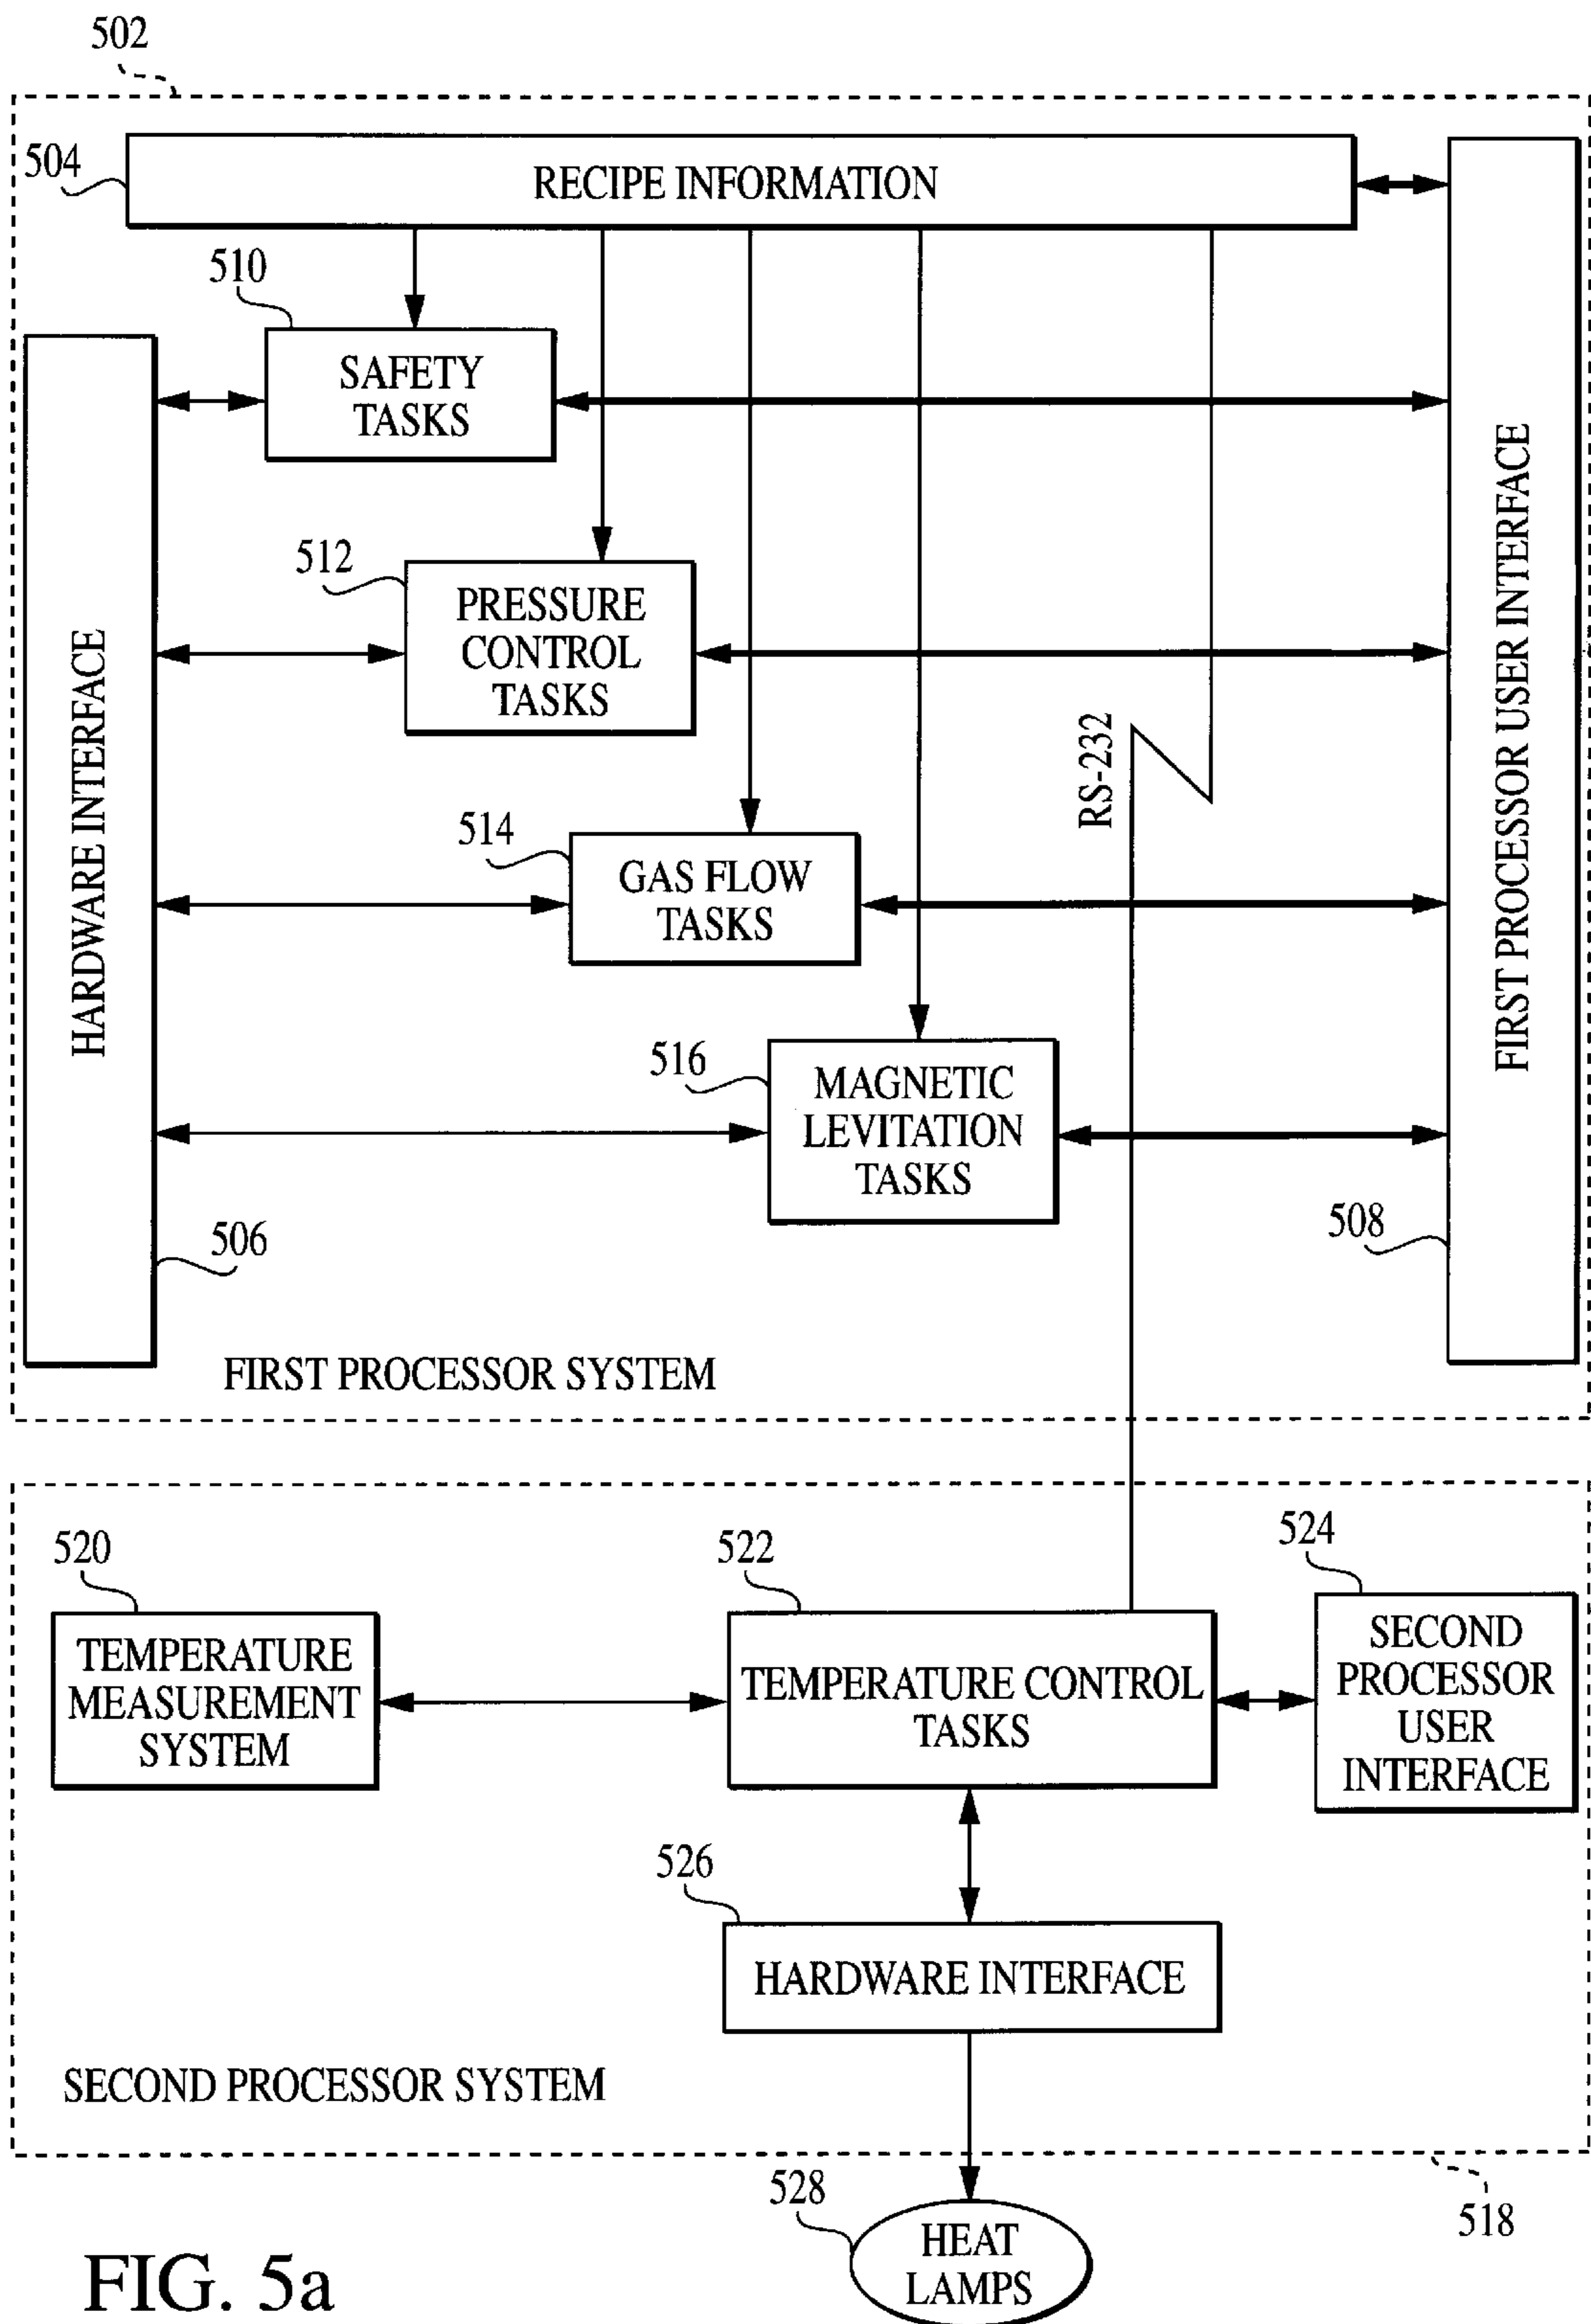 502
504
RECIPE INFORMATION
510
SAFETY
TASKS
512
PRESSURE
CONTROL
TASKS
HARDWARE INTERFACE
FIRST PROCESSOR USER INTERFACE
RS-232
514
GAS FLOW
TASKS
516
MAGNETIC
LEVITATION
TASKS
506
508
FIRST PROCESSOR SYSTEM
520
522
524
TEMPERATURE
MEASUREMENT
SYSTEM
TEMPERATURE CONTROL
TASKS
SECOND
PROCESSOR
USER
INTERFACE
526
HARDWARE INTERFACE
SECOND PROCESSOR SYSTEM
528
518
HEAT
LAMPS
FIG. 5a